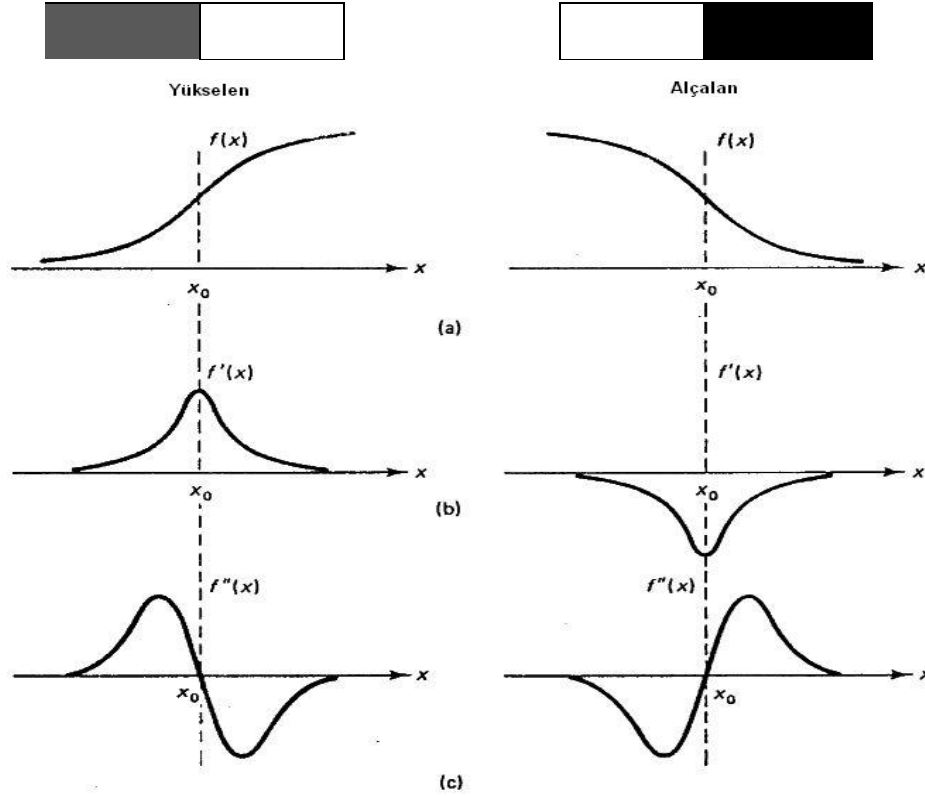 Yükselen
Alçalan
f(x)
f(x)
x
x
x₀
x₀
(a)
f'(x)
f'(x)
x
x
x₀
x₀
(b)
f"(x)
f"(x)
x
x
x₀
x₀
(c)